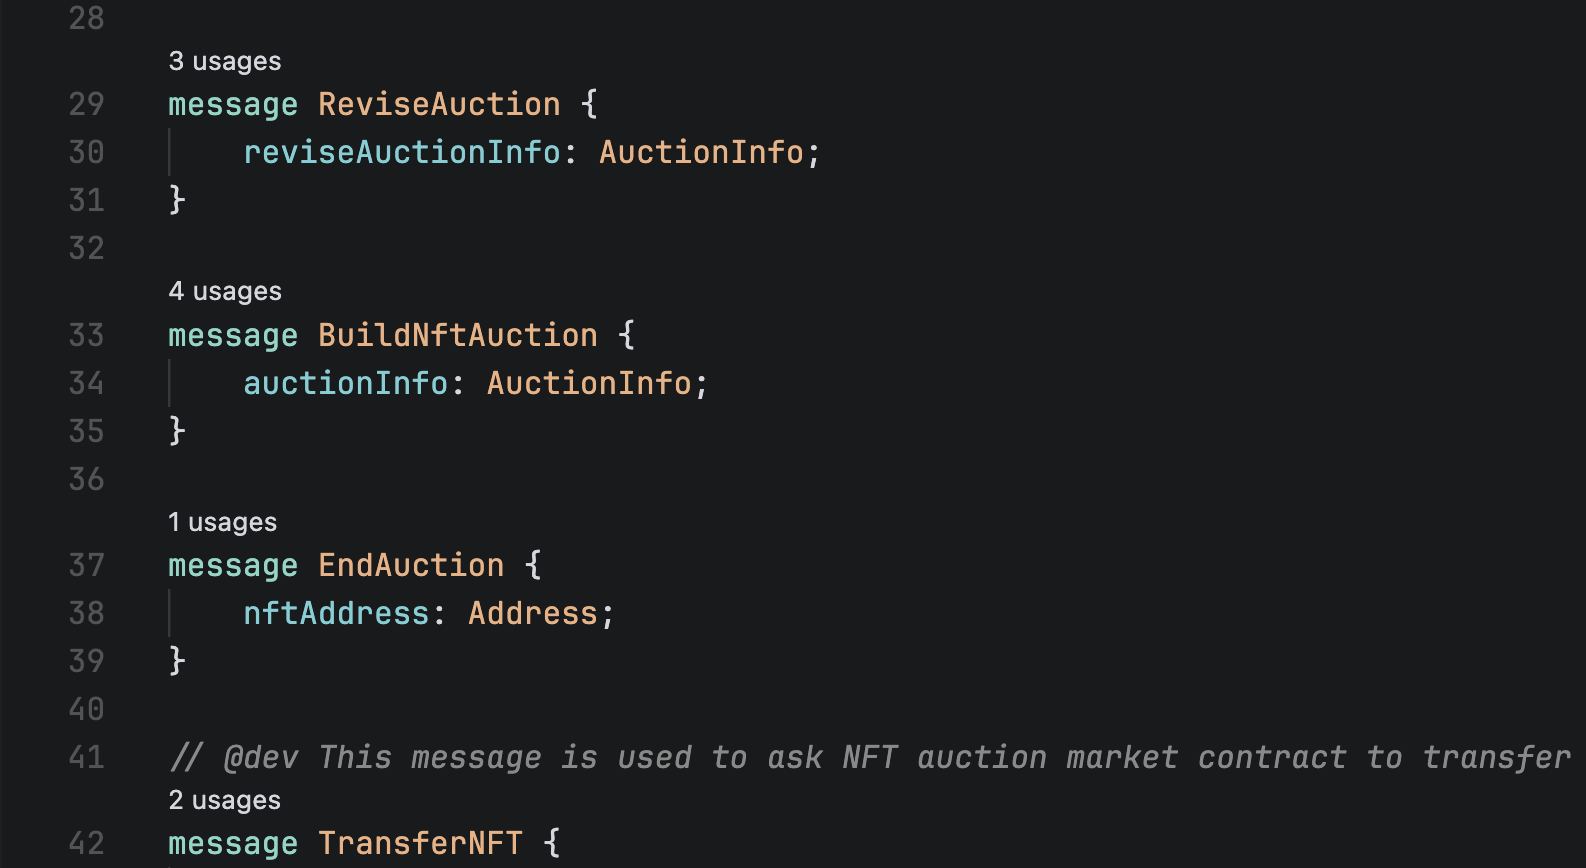 28
3 usages
29 message ReviseAuction {
30     reviseAuctionInfo: AuctionInfo;
31 }
32
4 usages
33 message BuildNftAuction {
34     auctionInfo: AuctionInfo;
35 }
36
1 usages
37 message EndAuction {
38     nftAddress: Address;
39 }
40
41 // @dev This message is used to ask NFT auction market contract to transfer
2 usages
42 message TransferNFT {